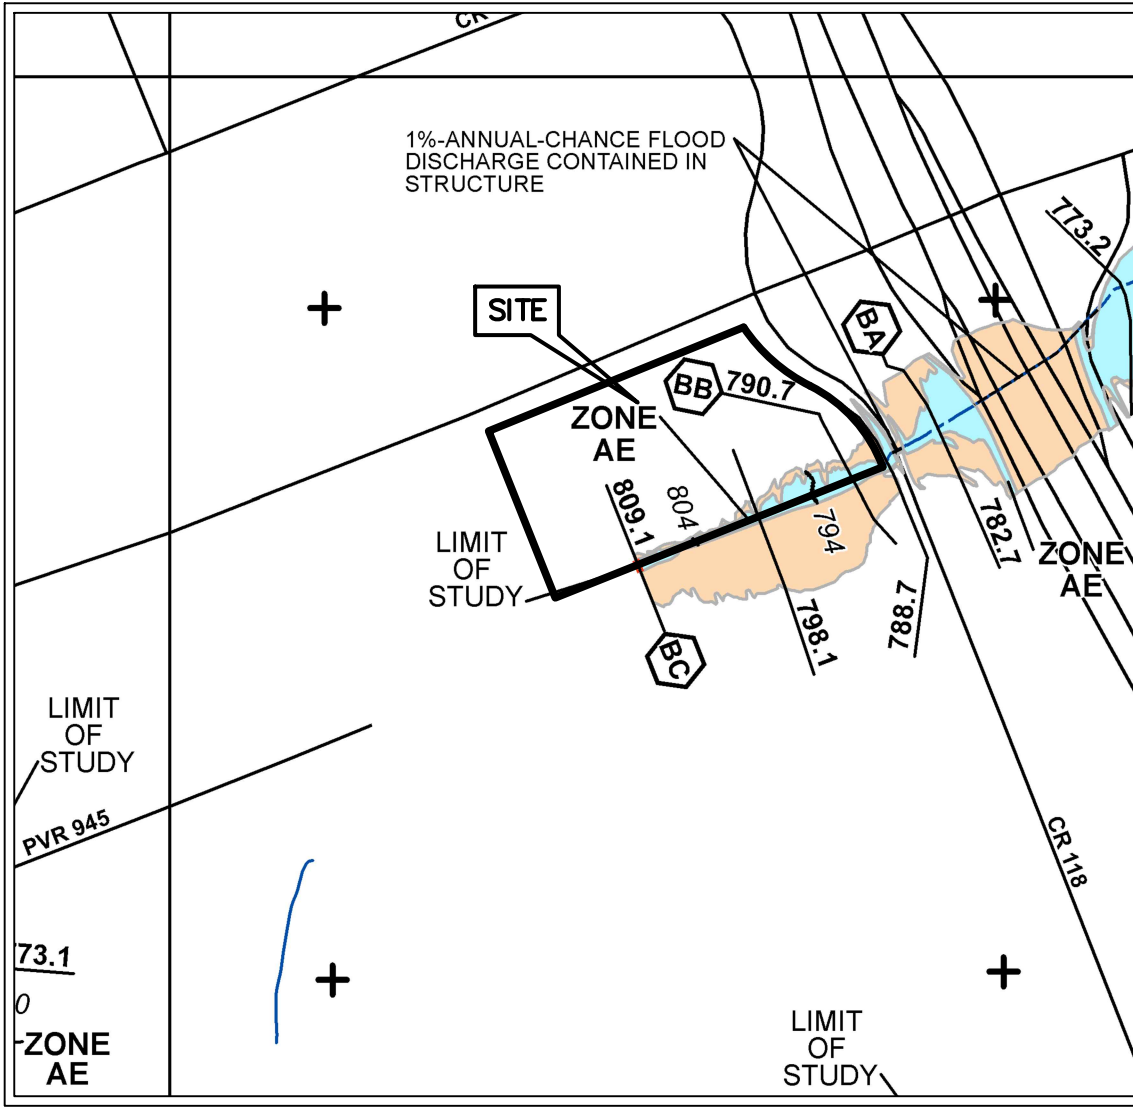 CR
1%-ANNUAL-CHANCE FLOOD
DISCHARGE CONTAINED IN
STRUCTURE
773.2
SITE
BA
BB
790.7
ZONE
AE
809.1
804
794
782.7
ZONE
AE
LIMIT
OF
STUDY
798.1
788.7
BC
LIMIT
OF
STUDY
PVR 945
CR 118
73.1
0
ZONE
AE
LIMIT
OF
STUDY